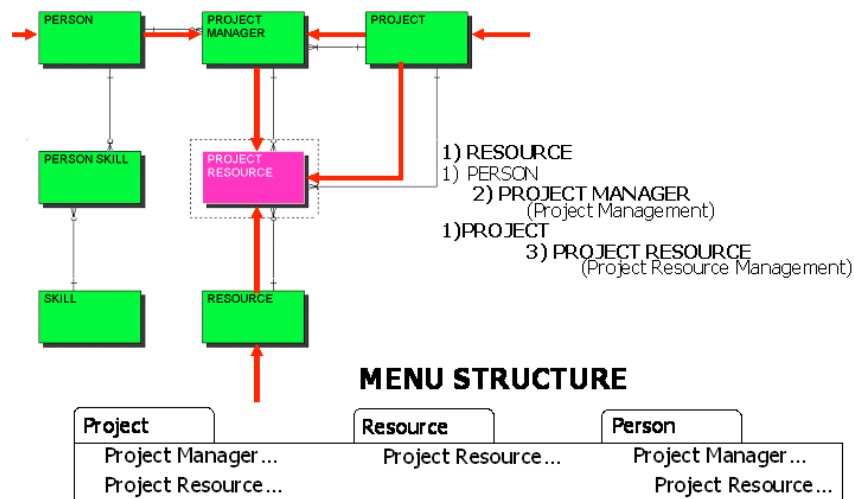 PERSON
PROJECT
MANAGER
PROJECT
PERSON SKILL
PROJECT
RESOURCE
SKILL
RESOURCE
1) RESOURCE
1) PERSON
2) PROJECT MANAGER
(Project Management)
1)PROJECT
3) PROJECT RESOURCE
(Project Resource Management)
MENU STRUCTURE
Project
Project Manager...
Project Resource...
Resource
Project Resource...
Person
Project Manager...
Project Resource...